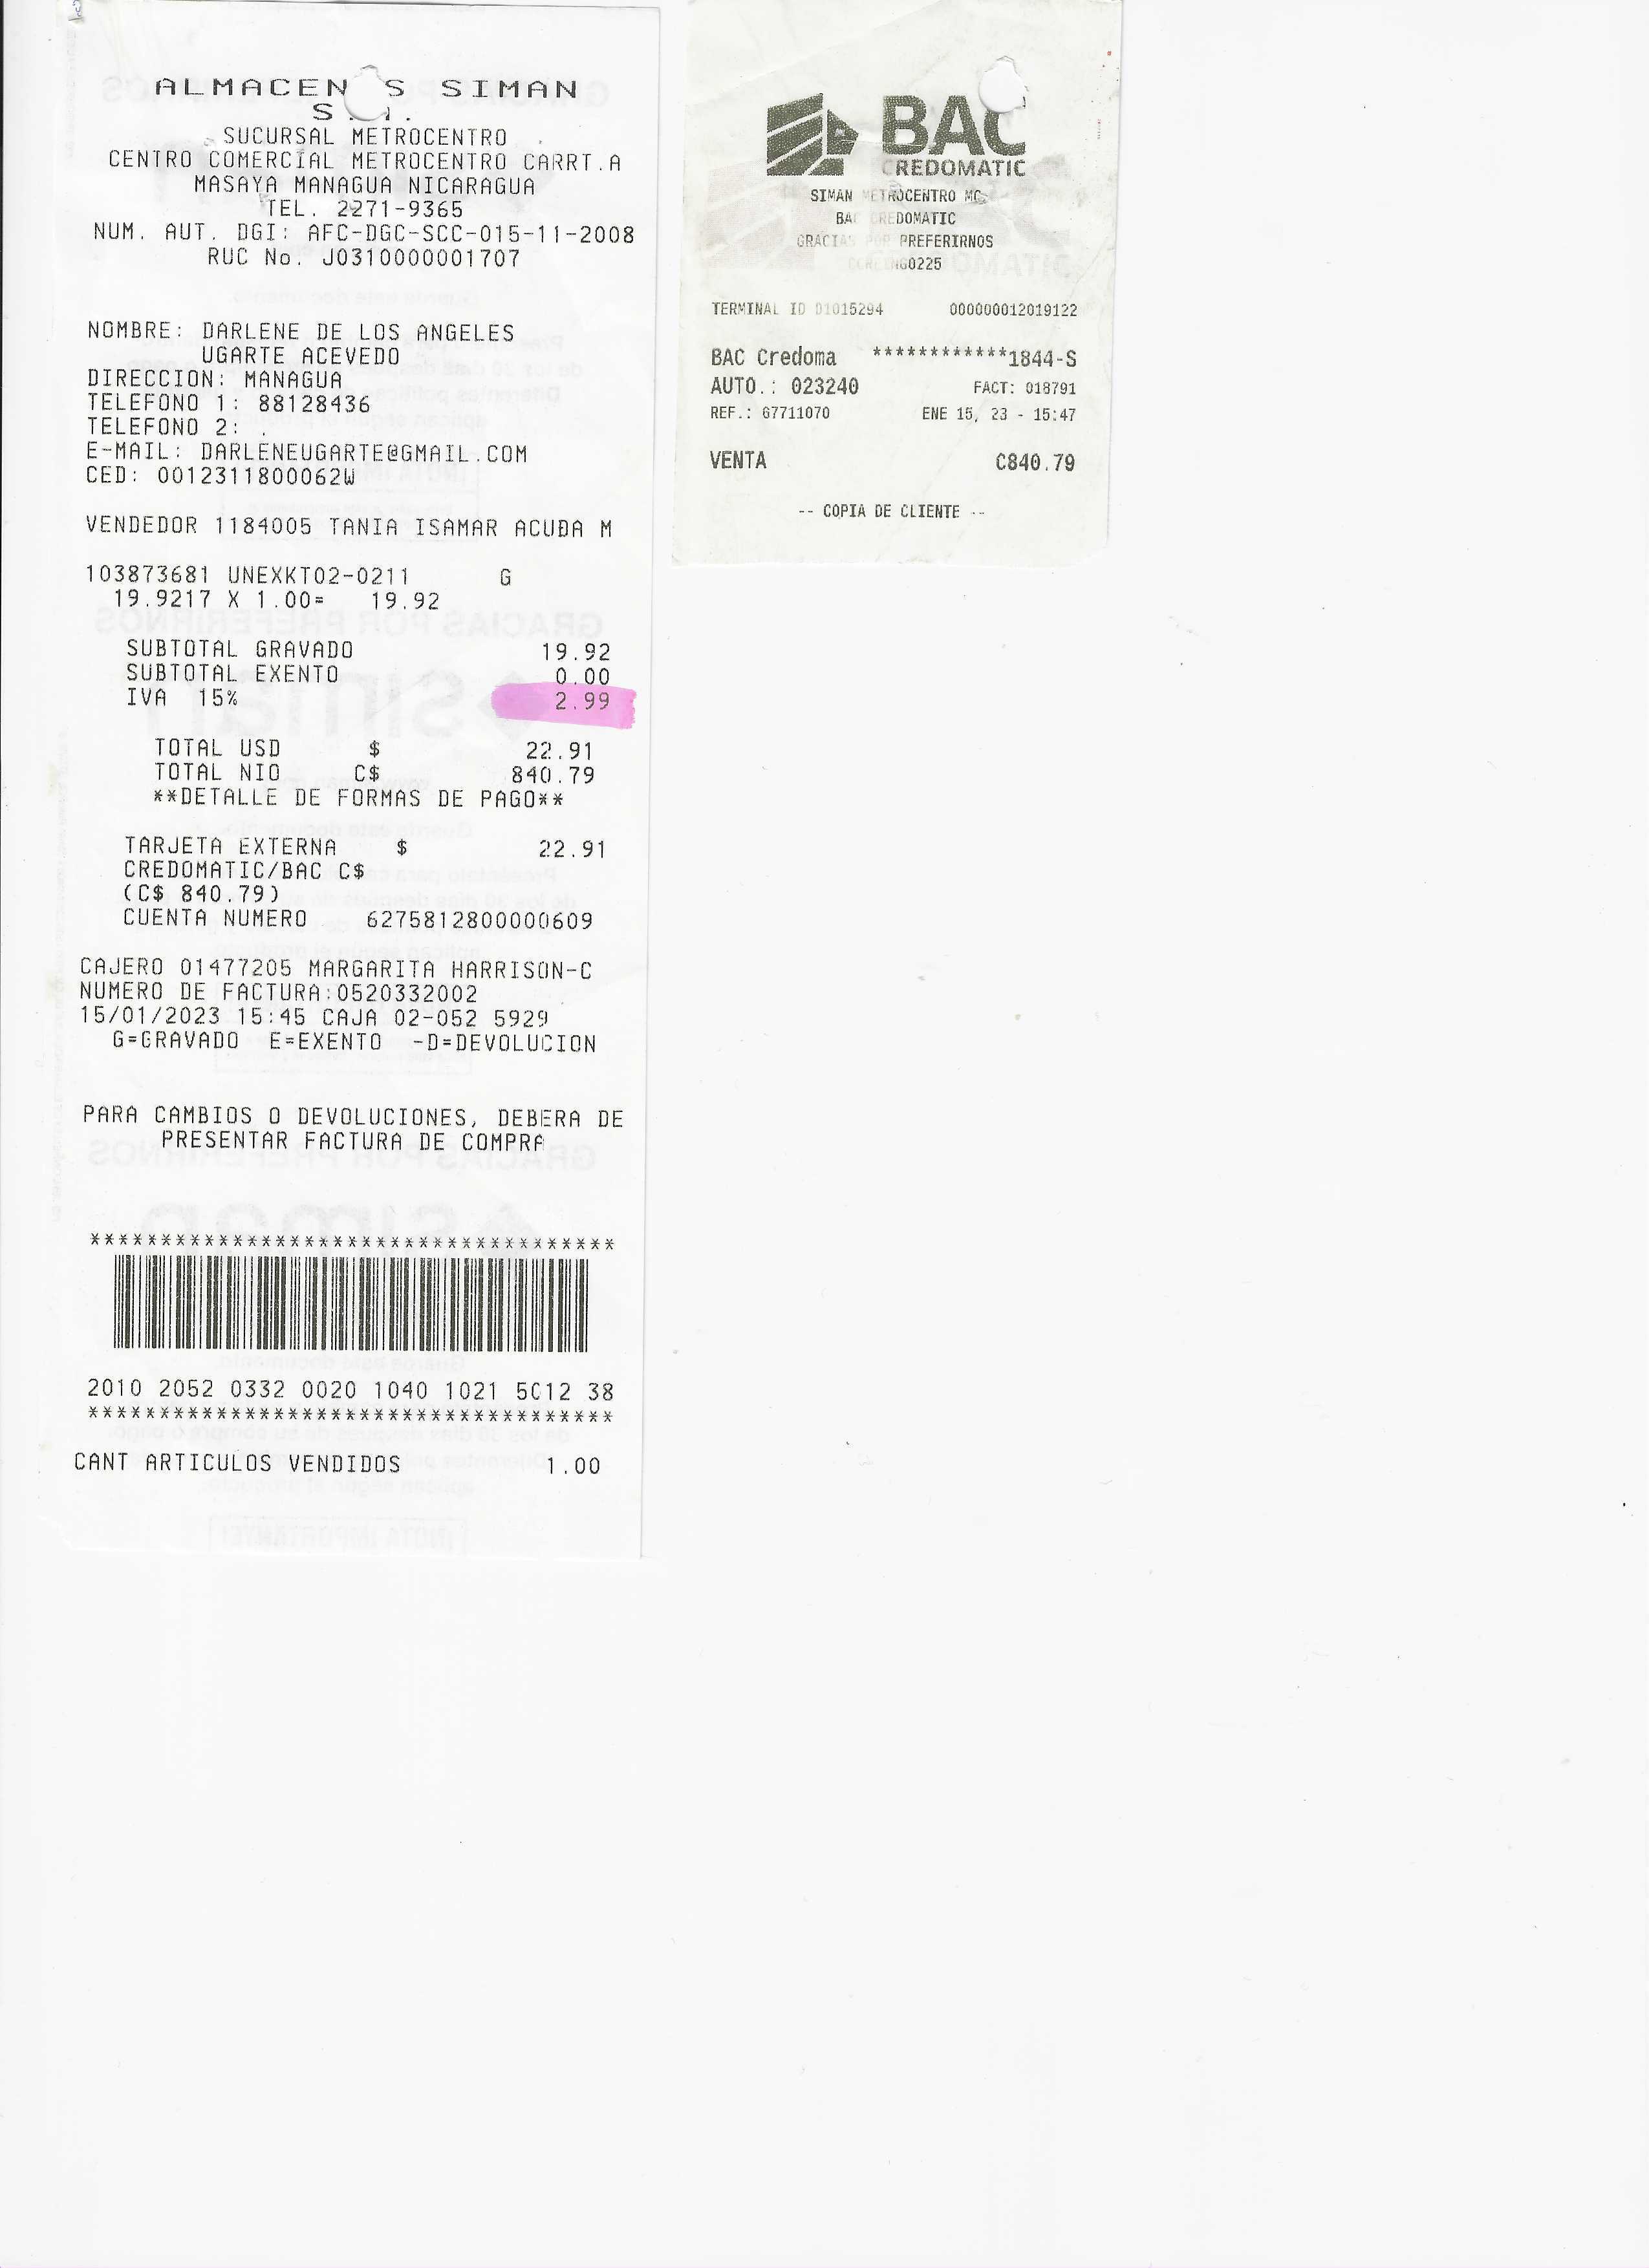 ALMACEN S SIMAN
S
SUCURSAL METROCENTRO
CENTRO COMERCIAL METROCENTRO CARRT.A
MASAYA MANAGUA NICARAGUA
TEL. 2271-9365
NUM. AUT. DGI: AFC-DGC-SCC-015-11-2008
RUC No. J0310000001707
NOMBRE: DARLENE DE LOS ANGELES
UGARTE ACEVEDO
DIRECCION: MANAGUA
TELEFONO 1: 88128436
TELEFONO 2: .
E-MAIL: DARLENEUGARTE@GMAIL.COM
CED: 0012311800062W
VENDEDOR 1184005 TANIA ISAMAR ACUDA M
103873681 UNEXKT02-0211 G
19.9217 X 1.00= 19.92
SUBTOTAL GRAVADO 19.92
SUBTOTAL EXENTO 0.00
IVA 15% 2.99
TOTAL USD $ 22.91
TOTAL NIO C$ 840.79
**DETALLE DE FORMAS DE PAGO**
TARJETA EXTERNA $ 22.91
CREDOMATIC/BAC C$
(C$ 840.79)
CUENTA NUMERO 6275812800000609
CAJERO 01477205 MARGARITA HARRISON-C
NUMERO DE FACTURA:0520332002
15/01/2023 15:45 CAJA 02-052 5929
G=GRAVADO E=EXENTO -D=DEVOLUCION
PARA CAMBIOS O DEVOLUCIONES, DEBERA DE
PRESENTAR FACTURA DE COMPRA
*************************************
2010 2052 0332 0020 1040 1021 5012 38
*************************************
CANT ARTICULOS VENDIDOS 1.00
BAC
CREDOMATIC
SIMAN METROCENTRO MC
BAC CREDOMATIC
GRACIAS POR PREFERIRNOS
TERMINAL ID 01015294 000000012019122
BAC Credoma ************1844-S
AUTO.: 023240 FACT: 018791
REF.: 67711070 ENE 15, 23 - 15:47
VENTA C840.79
-- COPIA DE CLIENTE --